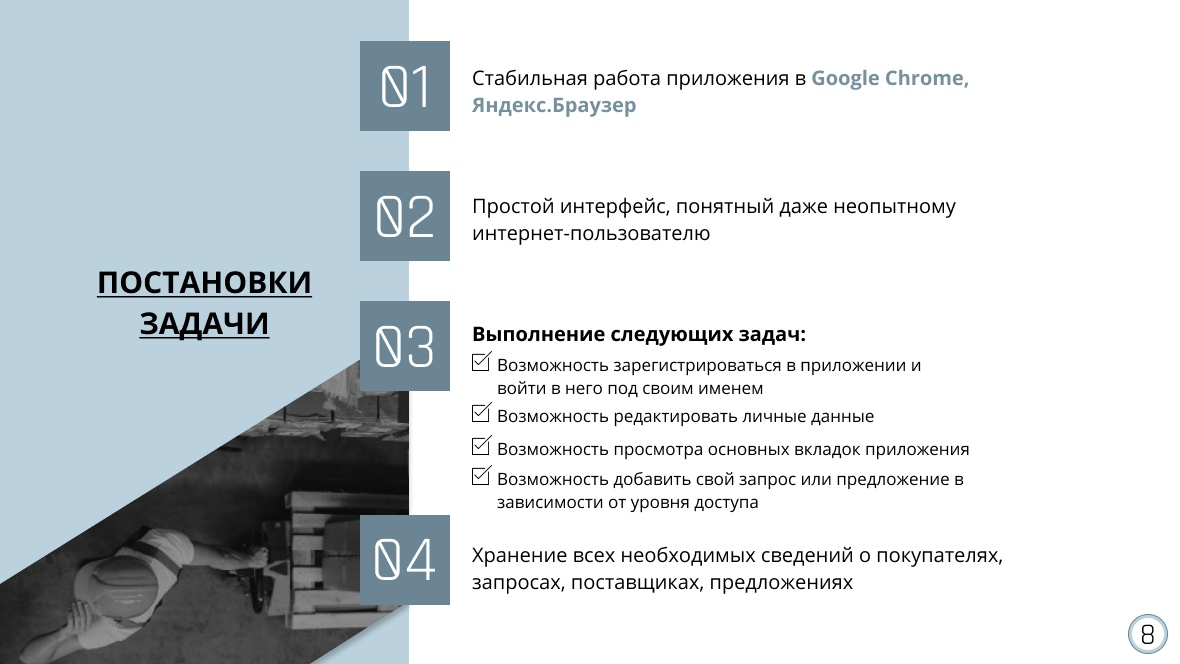 ПОСТАНОВКИ
ЗАДАЧИ
01
Стабильная работа приложения в Google Chrome,
Яндекс.Браузер
02
Простой интерфейс, понятный даже неопытному
интернет-пользователю
03
Выполнение следующих задач:
Возможность зарегистрироваться в приложении и
войти в него под своим именем
Возможность редактировать личные данные
Возможность просмотра основных вкладок приложения
Возможность добавить свой запрос или предложение в
зависимости от уровня доступа
04
Хранение всех необходимых сведений о покупателях,
запросах, поставщиках, предложениях
8